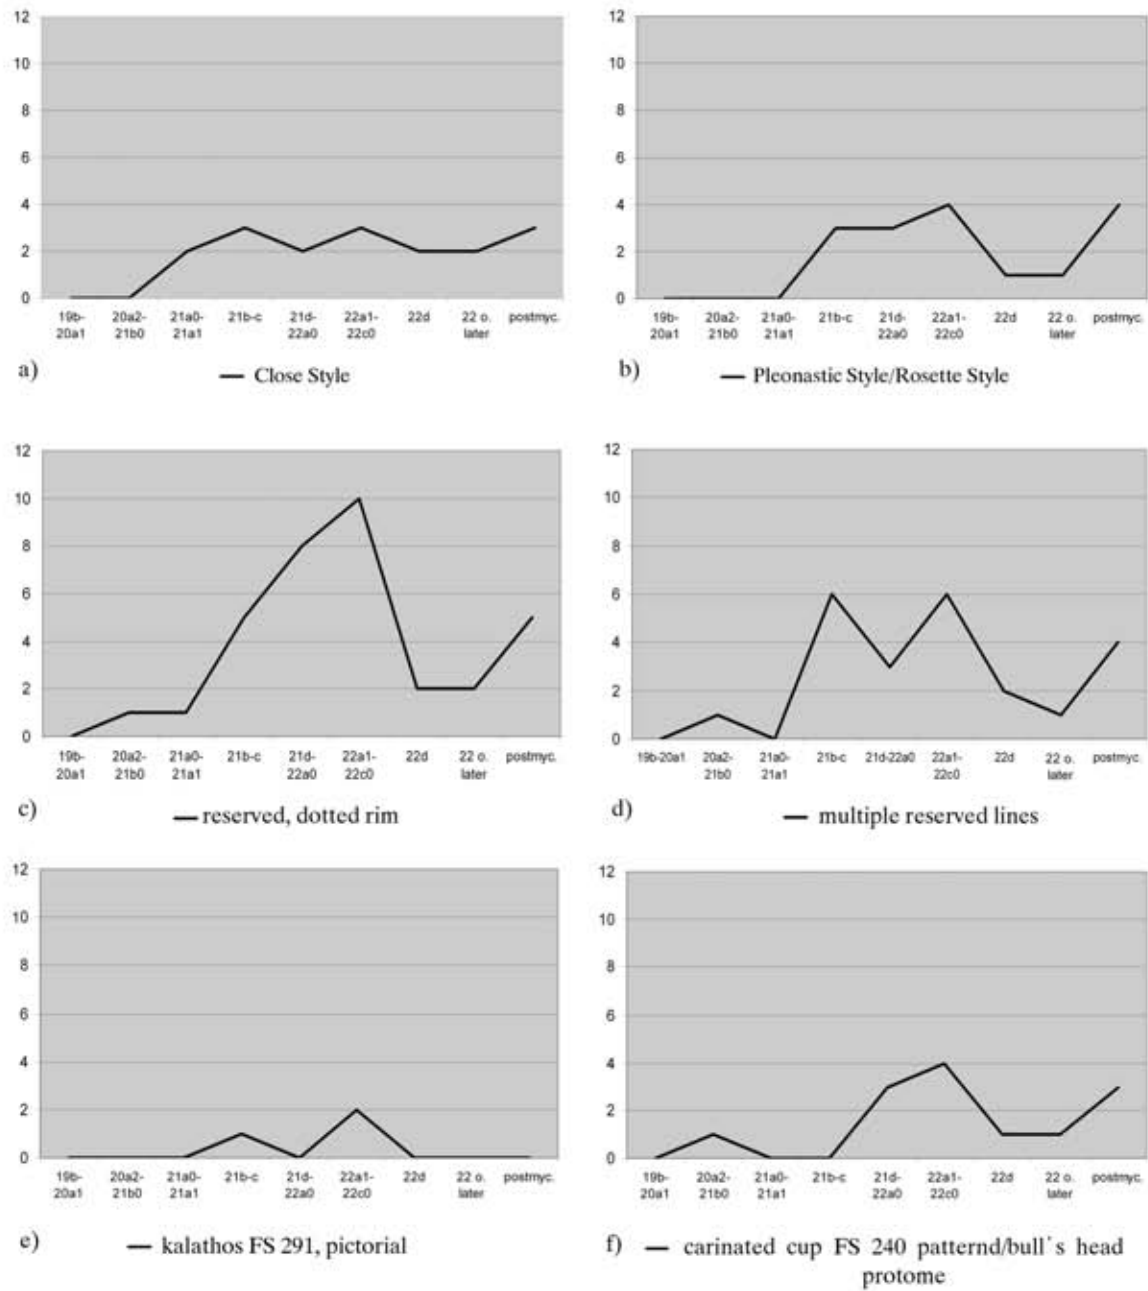 12
10
8
6
4
2
0
19b- 20a2- 21a0- 21b-c 21d- 22a1- 22d 22 o. postmyc.
20a1 21b0 21a1 22a0 22c0 later
a) Close Style
12
10
8
6
4
2
0
19b- 20a2- 21a0- 21b-c 21d- 22a1- 22d 22 o. postmyc.
20a1 21b0 21a1 22a0 22c0 later
b) Pleonastic Style/Rosette Style
12
10
8
6
4
2
0
19b- 20a2- 21a0- 21b-c 21d- 22a1- 22d 22 o. postmyc.
20a1 21b0 21a1 22a0 22c0 later
c) reserved, dotted rim
12
10
8
6
4
2
0
19b-20a1 20a2- 21a0- 21b-c 21d-22a0 22a1- 22d 22 o. postmyc.
21b0 21a1 22c0 later
d) multiple reserved lines
12
10
8
6
4
2
0
19b- 20a2- 21a0- 21b-c 21d- 22a1- 22d 22 o. postmyc.
20a1 21b0 21a1 22a0 22c0 later
e) kalathos FS 291, pictorial
12
10
8
6
4
2
0
19b- 20a2- 21a0- 21b-c 21d- 22a1- 22d 22 o. postmyc.
20a1 21b0 21a1 22a0 22c0 later
f) carinated cup FS 240 patternd/bull´s head
protome